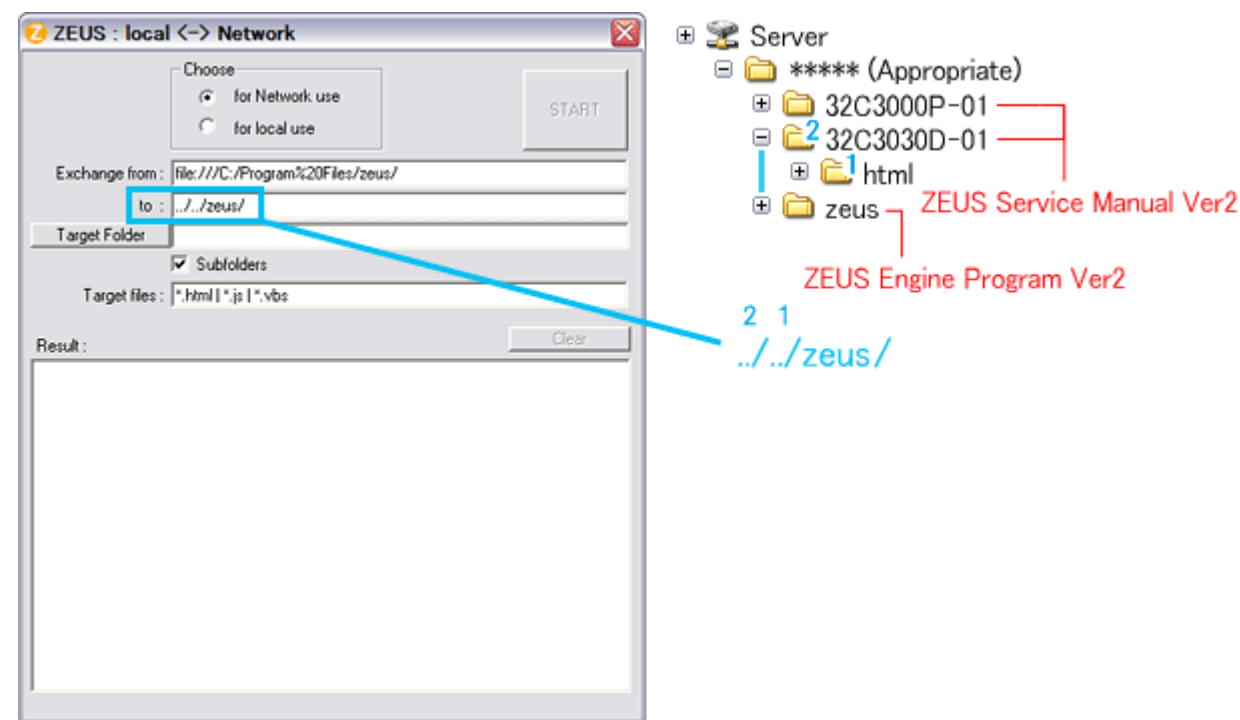 ZEUS : local <-> Network
Choose
for Network use
for local use
START
Exchange from : file:///C:/Program%20Files/zeus/
to : ../../zeus/
Target Folder
Subfolders
Target files : *.html | *.js | *.vbs
Result :
Clear
Server
***** (Appropriate)
32C3000P-01
2 32C3030D-01
1 html
zeus
ZEUS Service Manual Ver2
ZEUS Engine Program Ver2
2 1
../../zeus/